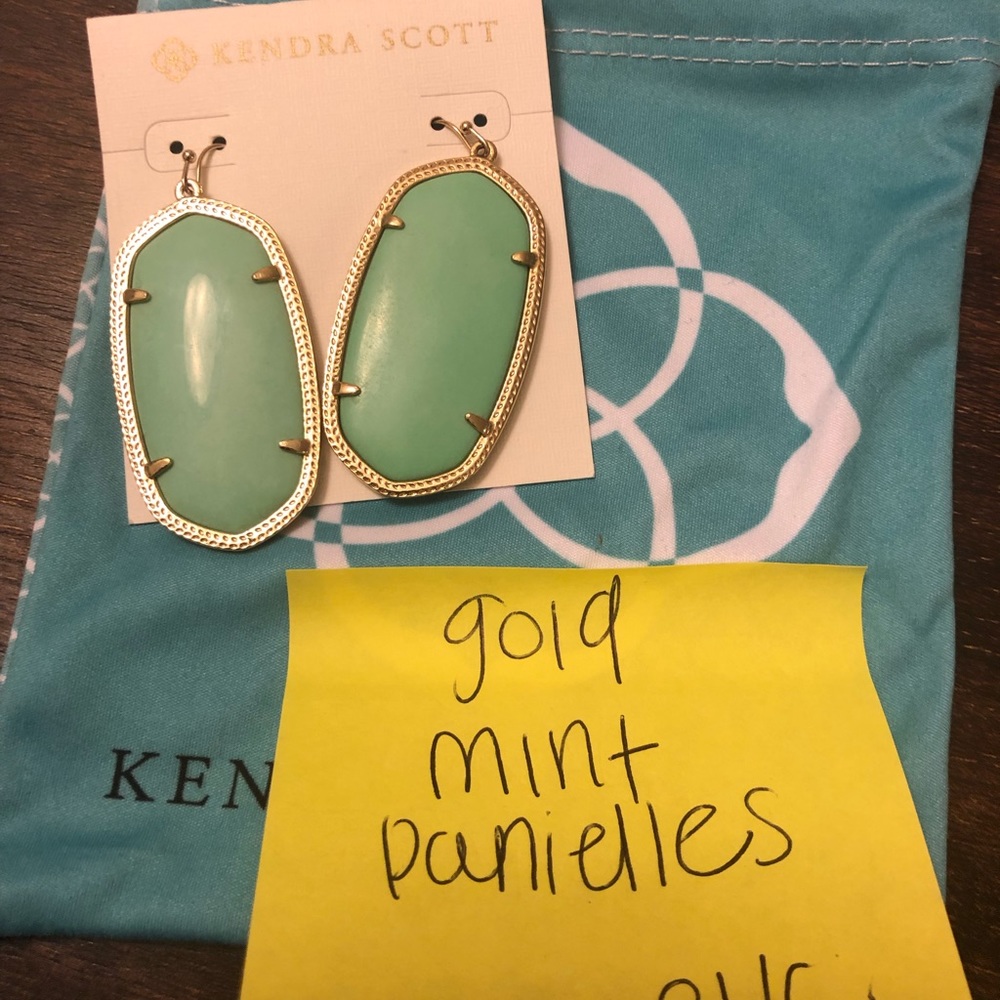 KENDRA SCOTT
KEN
gold
mint
Danielles